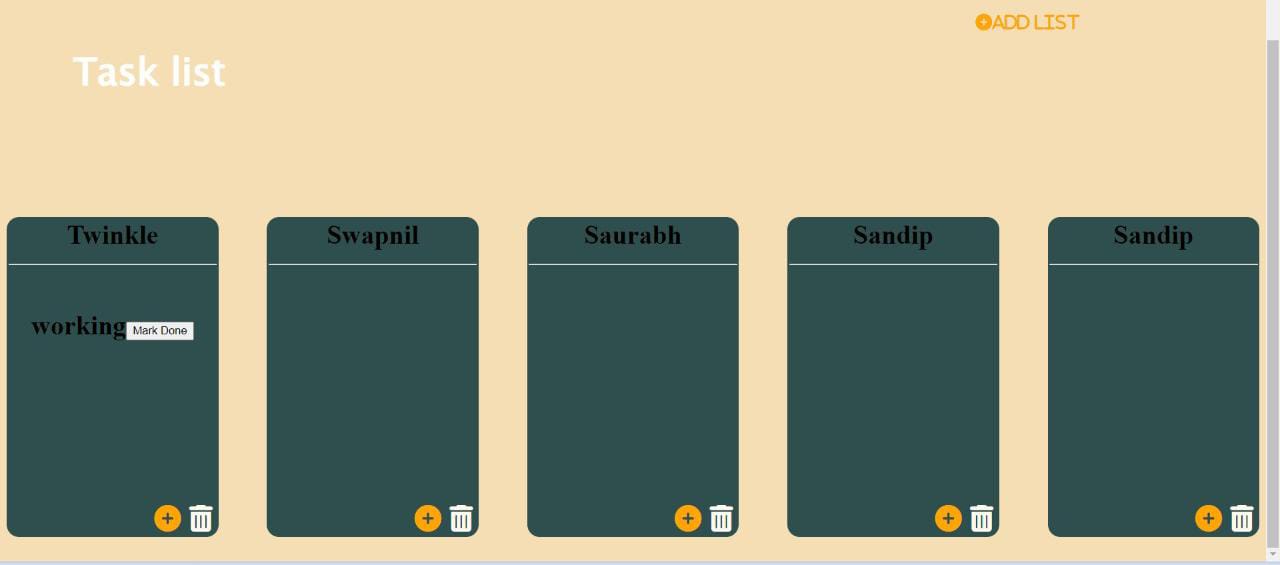 ADD LIST
Task list
Twinkle
Swapnil
Saurabh
Sandip
Sandip
working Mark Done